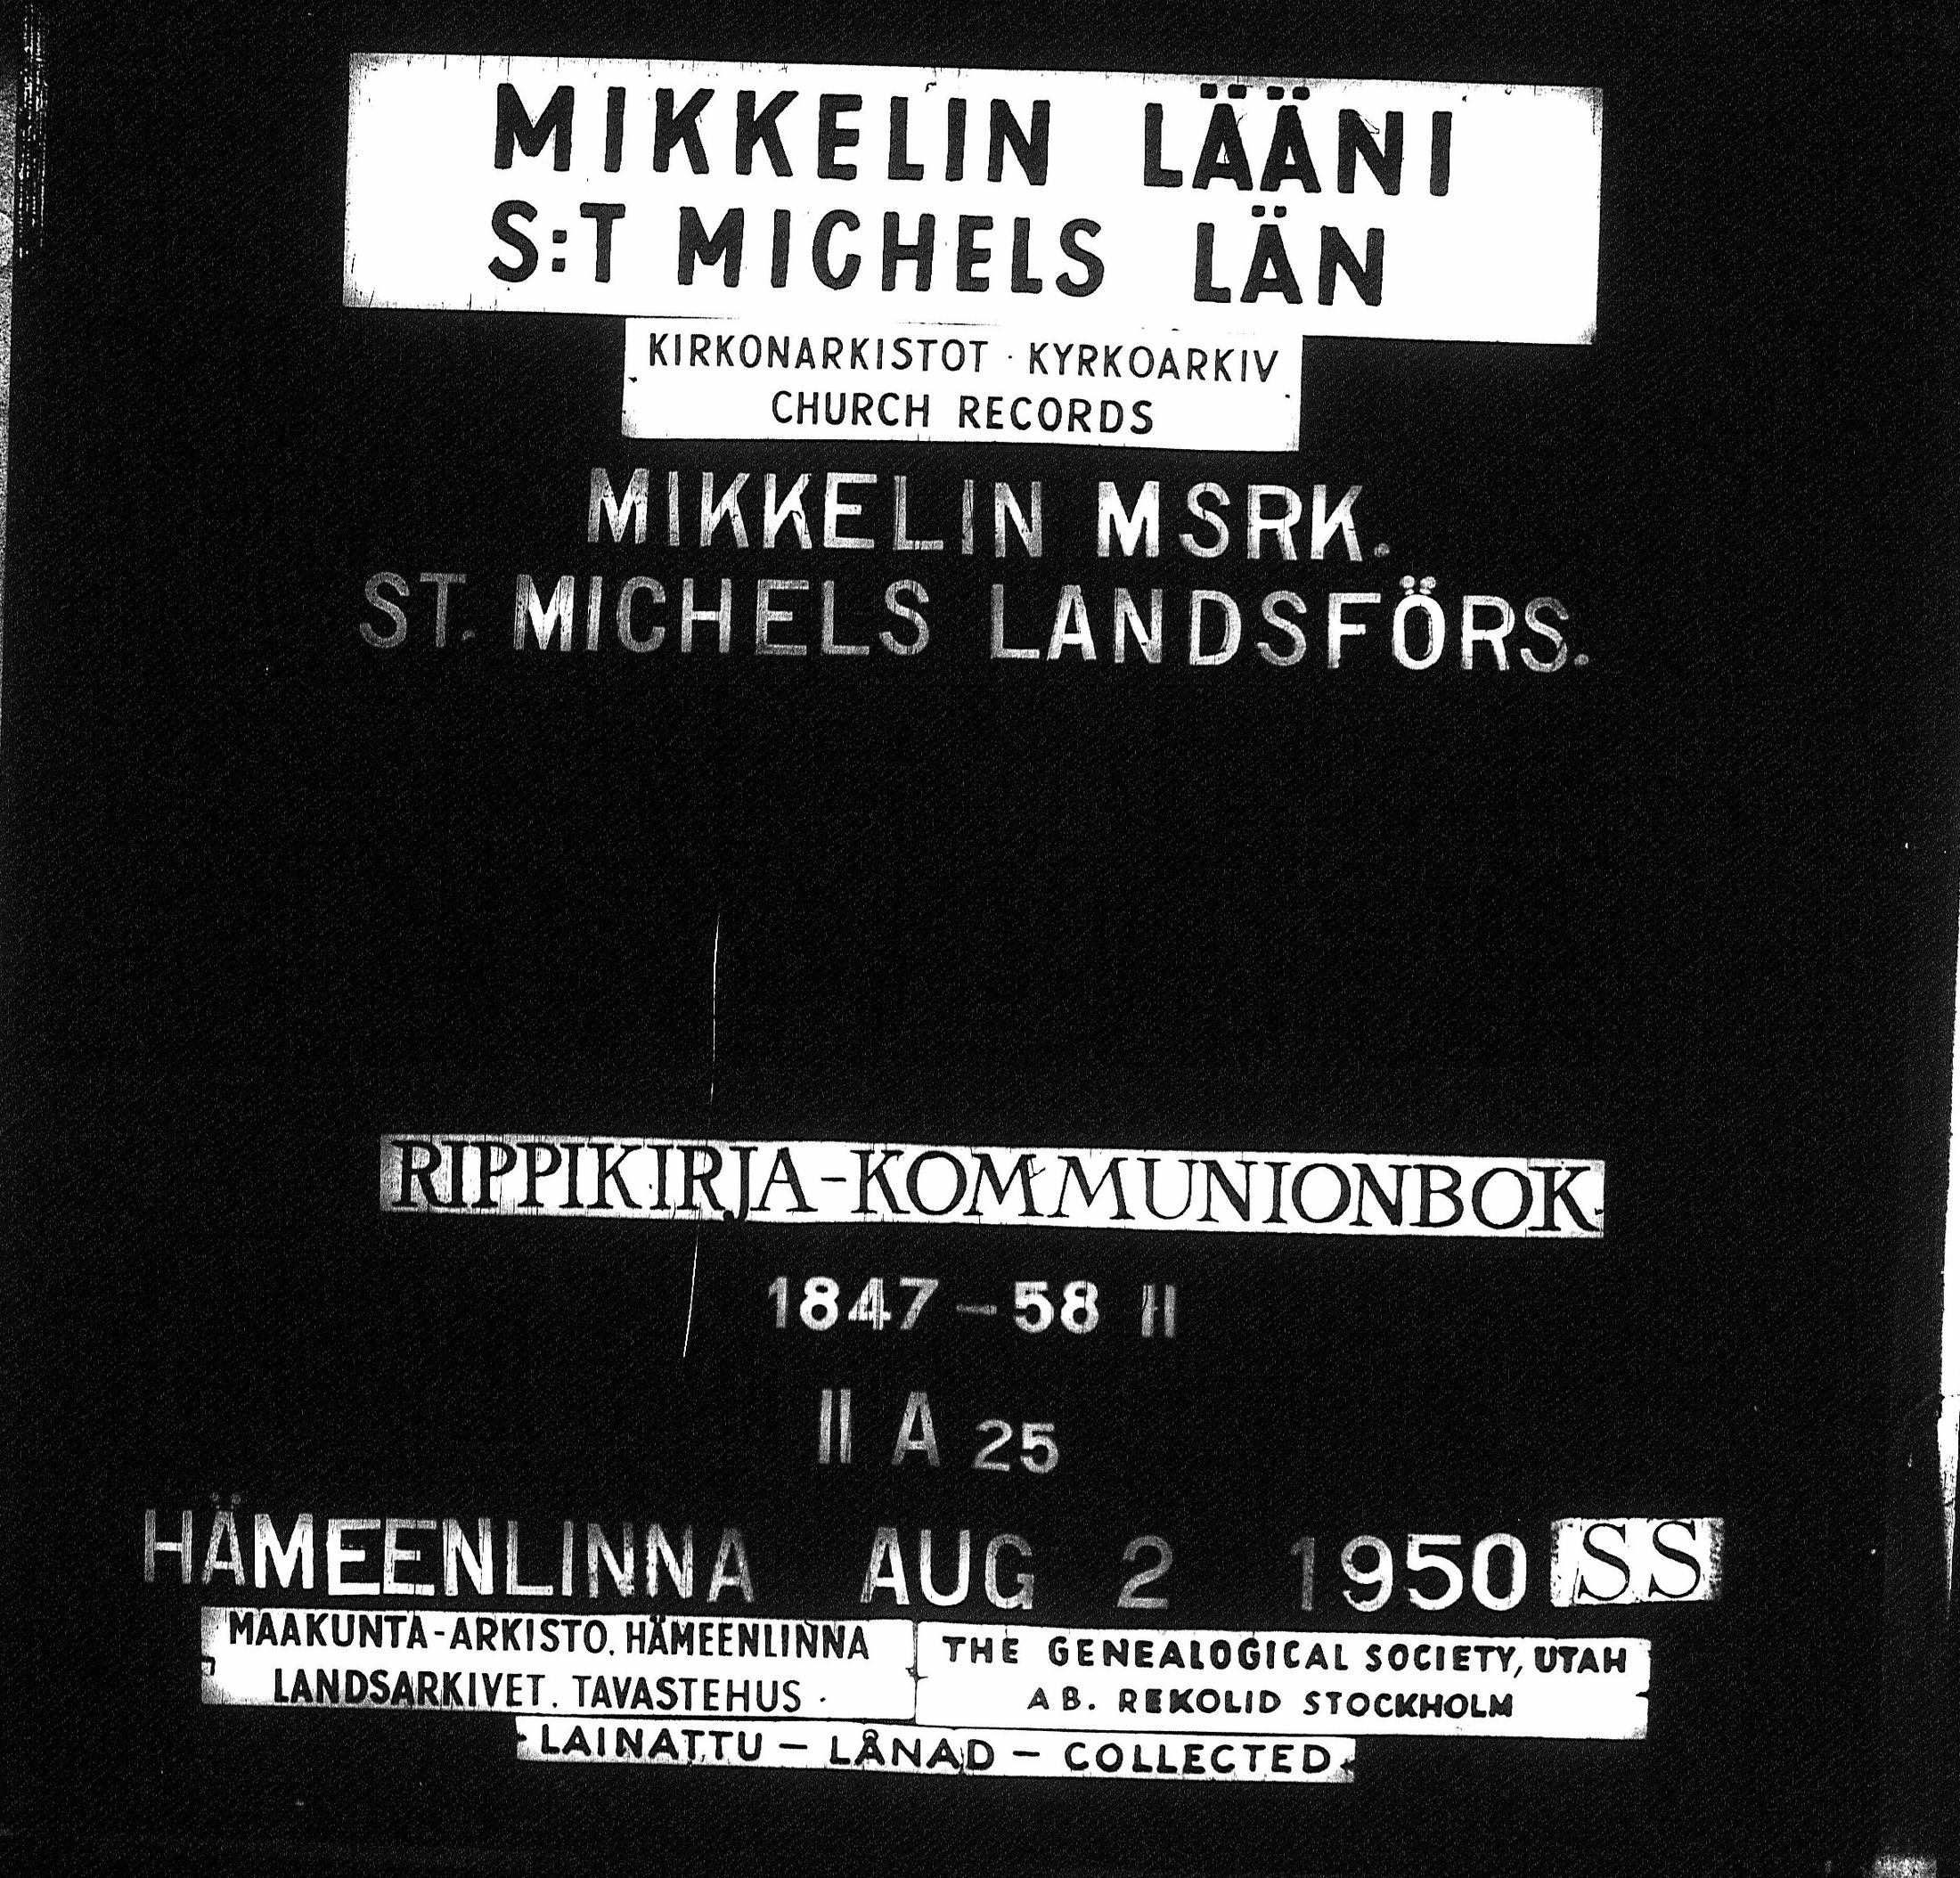 MIKKELIN LÄÄNI
S:T MICHELS LÄN
KIRKONARKISTOT · KYRKOARKIV
CHURCH RECORDS
MIKKELIN MSRK.
ST. MICHELS LANDSFÖRS.
RIPPIKIRJA-KOMMUNIONBOK
1847-58 II
II A 25
HÄMEENLINNA AUG 2 1950 SS
MAAKUNTA-ARKISTO. HÄMEENLINNA
LANDSARKIVET. TAVASTEHUS.
THE GENEALOGICAL SOCIETY, UTAH
AB. REKOLID STOCKHOLM
LAINATTU - LÅNAD - COLLECTED